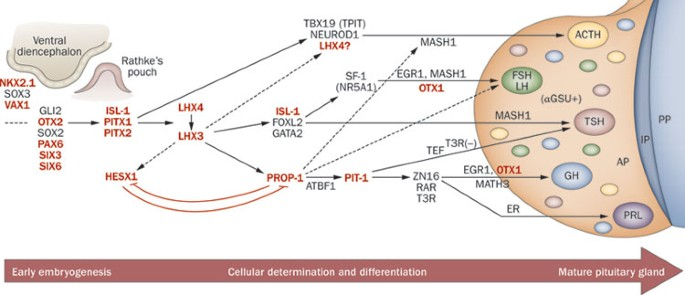 Ventral
diencephalon
Rathke's
pouch
NKX2.1
SOX3
VAX1
GLI2
OTX2
SOX2
PAX6
SIX3
SIX6
ISL-1
PITX1
PITX2
HESX1
LHX4
LHX3
TBX19 (TPIT)
NEUROD1
LHX4?
MASH1
SF-1
(NR5A1)
EGR1, MASH1
OTX1
ISL-1
FOXL2
GATA2
MASH1
PROP-1
ATBF1
PIT-1
TEF
T3R(–)
ZN16
RAR
T3R
EGR1, OTX1
MATH3
ER
ACTH
FSH
LH
(αGSU+)
TSH
GH
PRL
AP
IP
PP
Early embryogenesis
Cellular determination and differentiation
Mature pituitary gland